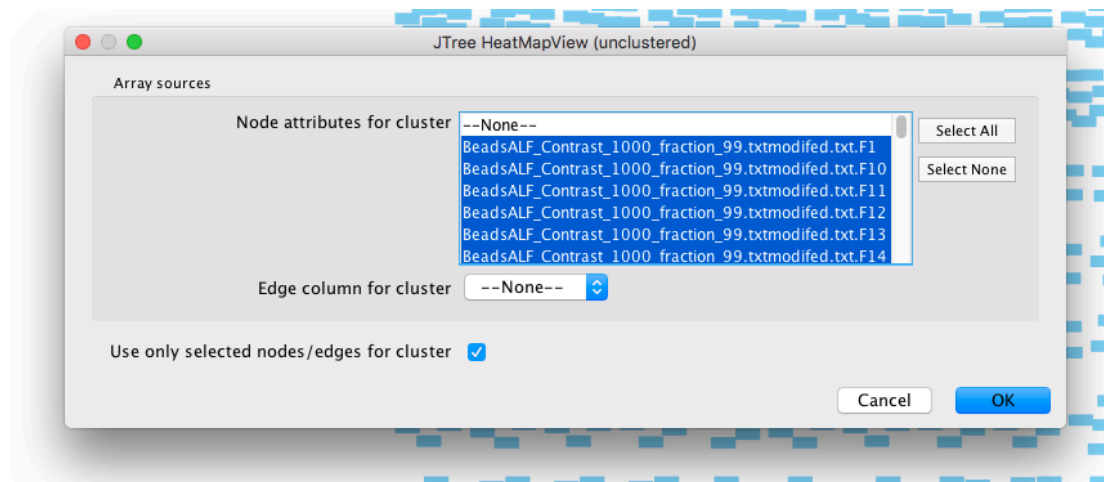 JTree HeatMapView (unclustered)
Array sources
Node attributes for cluster
--None--
BeadsALF_Contrast_1000_fraction_99.txtmodifed.txt.F1
BeadsALF_Contrast_1000_fraction_99.txtmodifed.txt.F10
BeadsALF_Contrast_1000_fraction_99.txtmodifed.txt.F11
BeadsALF_Contrast_1000_fraction_99.txtmodifed.txt.F12
BeadsALF_Contrast_1000_fraction_99.txtmodifed.txt.F13
BeadsALF_Contrast_1000_fraction_99.txtmodifed.txt.F14
Select All
Select None
Edge column for cluster --None--
Use only selected nodes/edges for cluster
Cancel OK